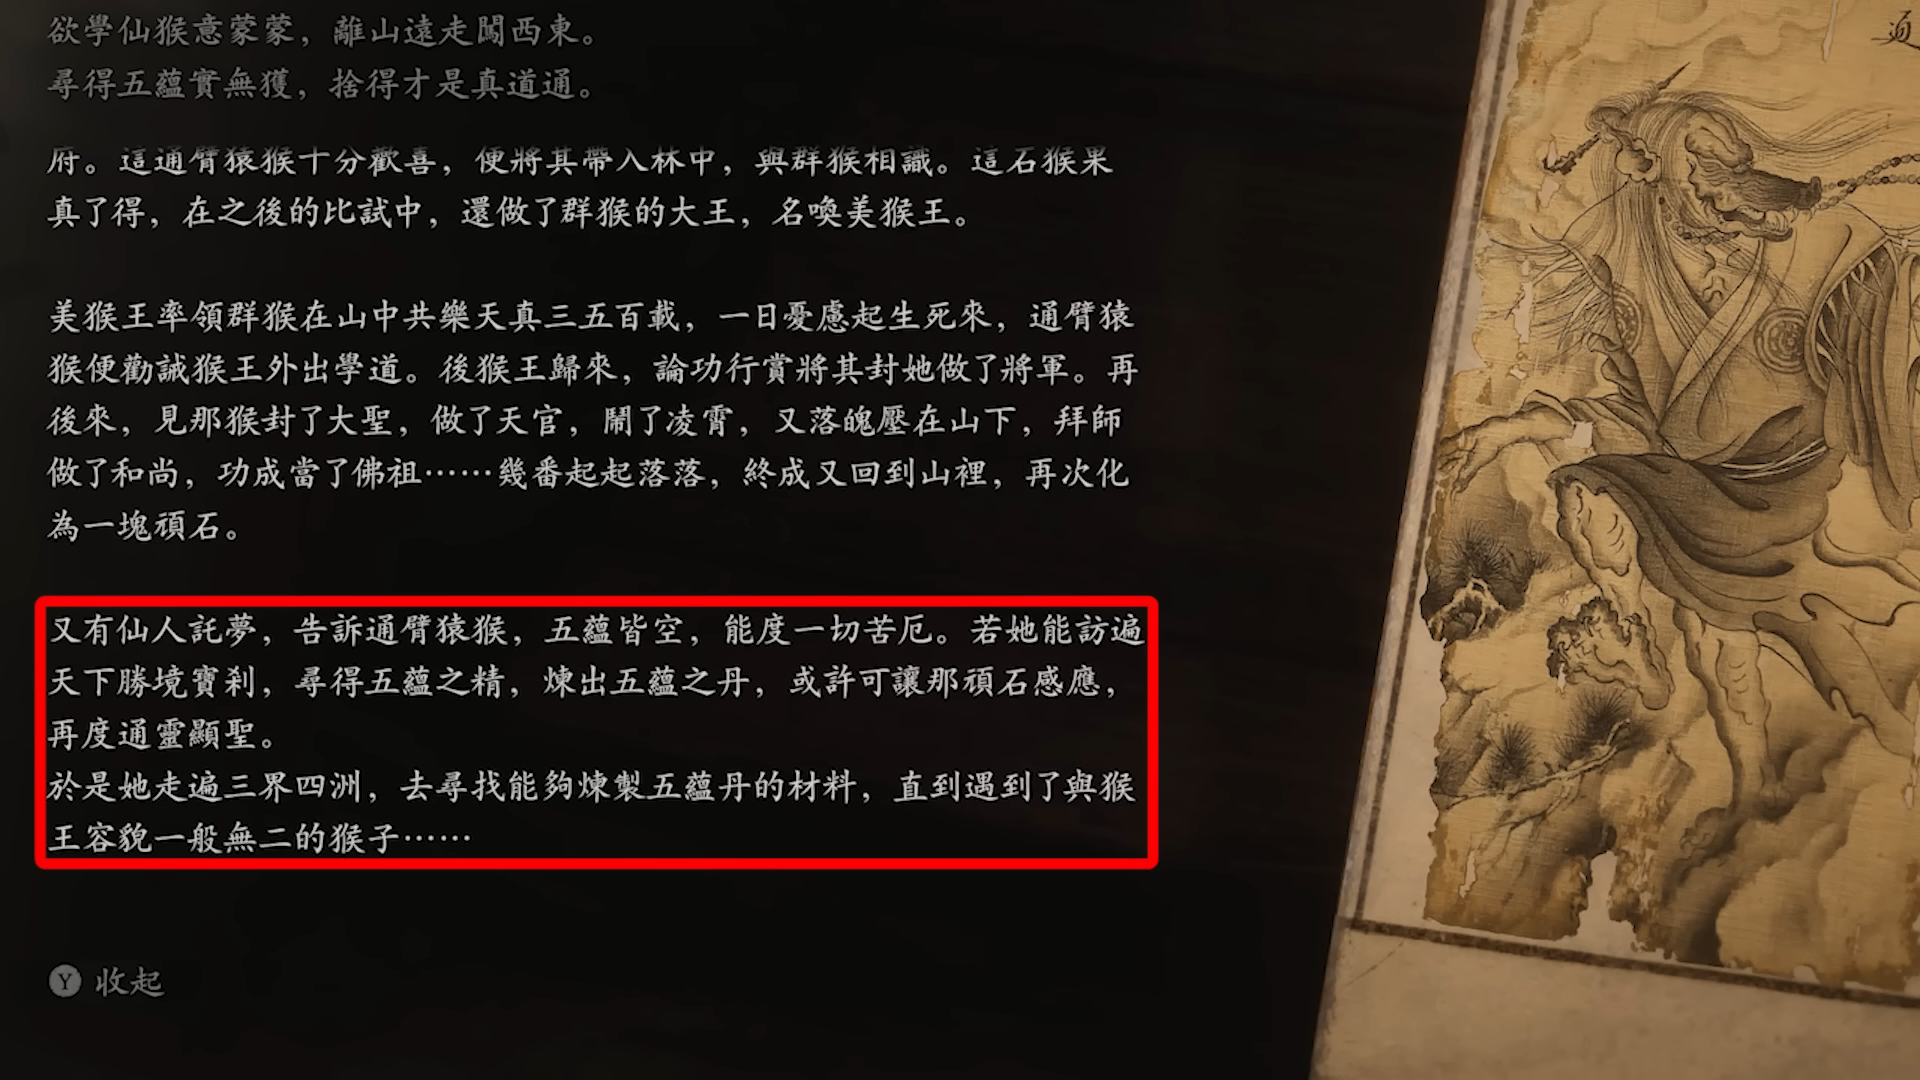 欲學仙猴意蒙蒙，離山遠走闖西東。
尋得五蘊實無獲，捨得才是真道通。
府。這通臂猿猴十分歡喜，便將其帶入林中，與群猴相識。這石猴果
真了得，在之後的比試中，還做了群猴的大王，名喚美猴王。
美猴王率領群猴在山中共樂天真三五百載，一日憂慮起生死來，通臂猿
猴便勸誡猴王外出學道。後猴王歸來，論功行賞將其封她做了將軍。再
後來，見那猴封了大聖，做了天官，鬧了凌霄，又落魄壓在山下，拜師
做了和尚，功成當了佛祖……幾番起起落落，終成又回到山裡，再次化
為一塊頑石。
又有仙人託夢，告訴通臂猿猴，五蘊皆空，能度一切苦厄。若她能訪遍
天下勝境寶剎，尋得五蘊之精，煉出五蘊之丹，或許可讓那頑石感應，
再度通靈顯聖。
於是她走遍三界四洲，去尋找能夠煉製五蘊丹的材料，直到遇到了與猴
王容貌一般無二的猴子……
Y 收起